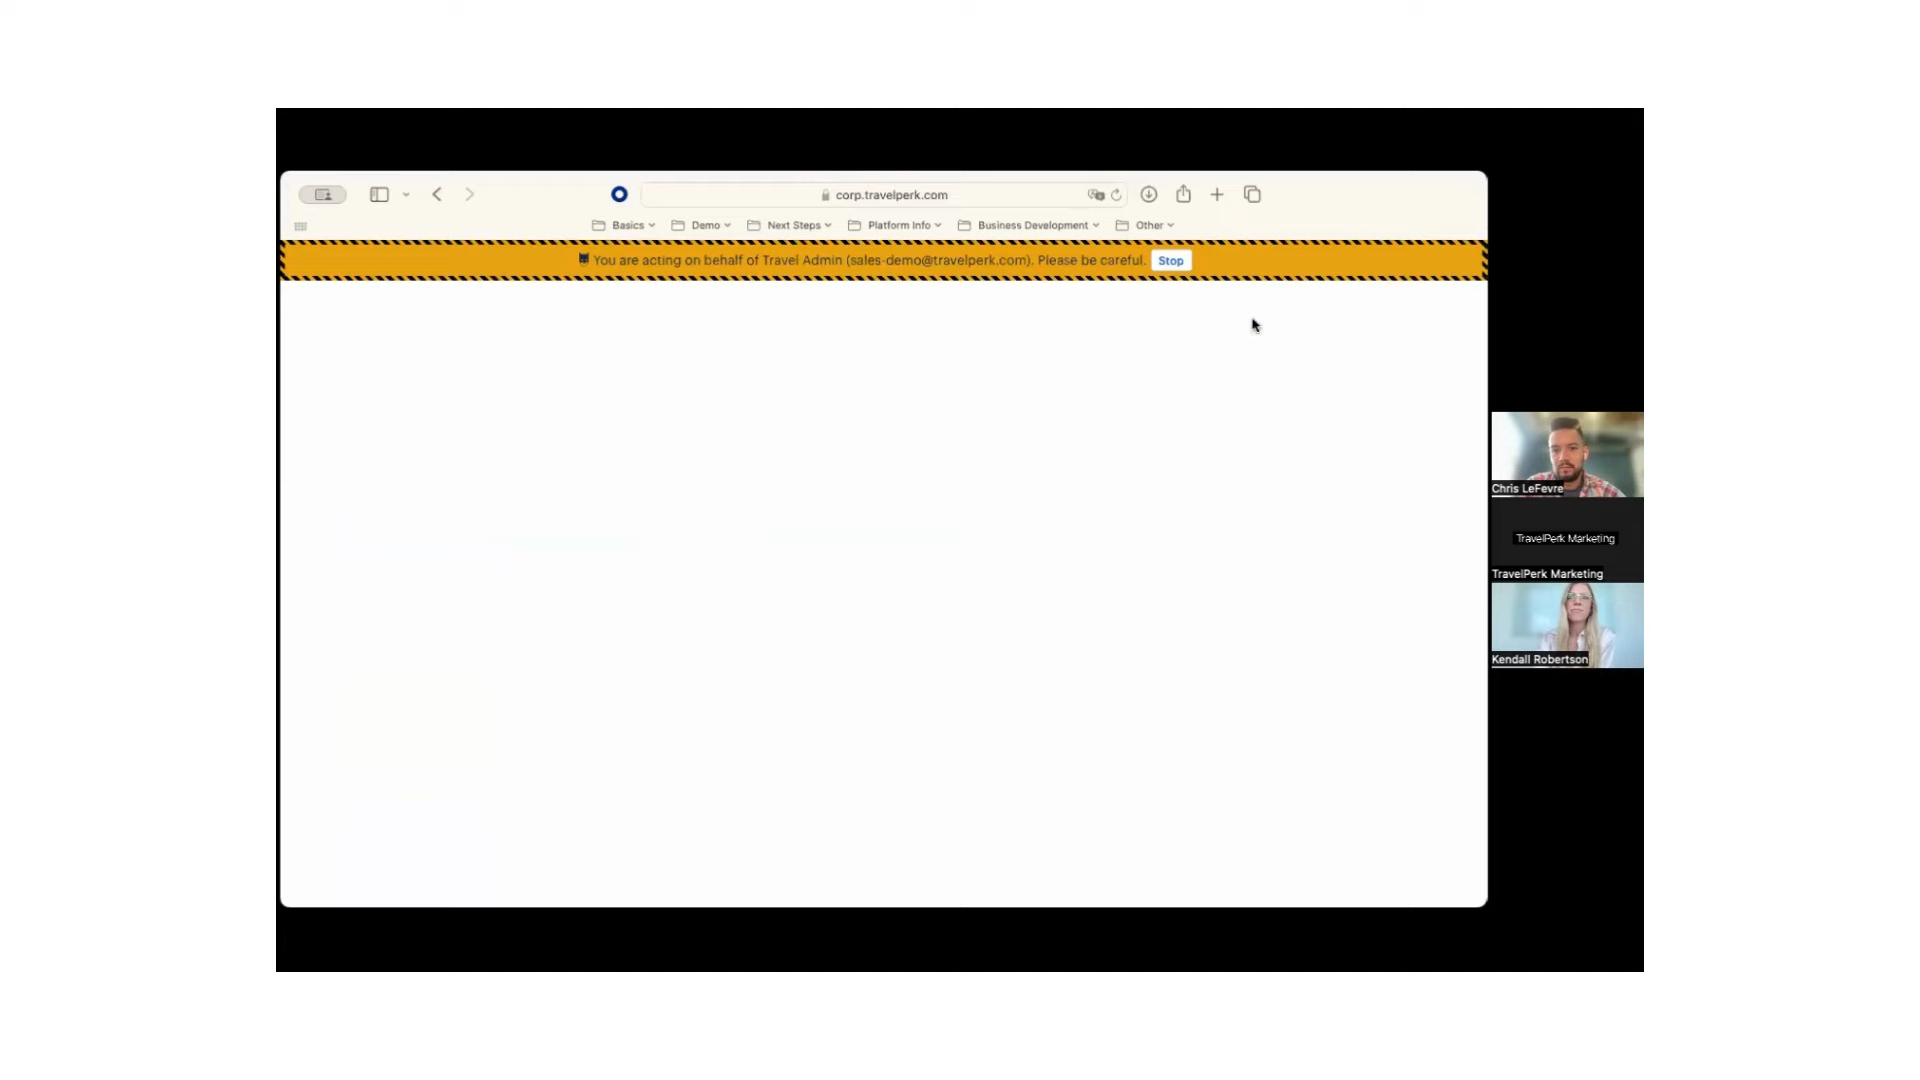 corp.travelperk.com
Basics Demo Next Steps Platform Info Business Development Other
You are acting on behalf of Travel Admin (sales-demo@travelperk.com). Please be careful. Stop
Chris LeFevre
TravelPerk Marketing
TravelPerk Marketing
Kendall Robertson